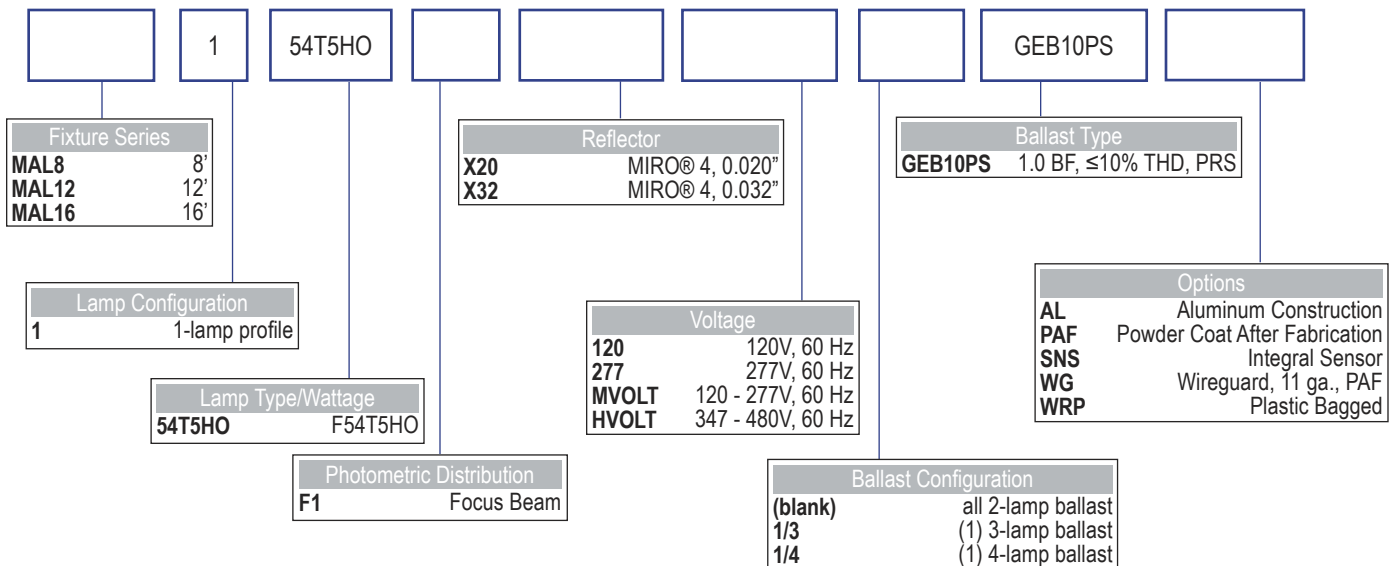 1 54T5HO GEB10PS
Fixture Series
MAL8 8’
MAL12 12’
MAL16 16’
Reflector
X20 MIRO® 4, 0.020”
X32 MIRO® 4, 0.032”
Ballast Type
GEB10PS 1.0 BF, ≤10% THD, PRS
Lamp Configuration
1 1-lamp profile
Voltage
120 120V, 60 Hz
277 277V, 60 Hz
MVOLT 120 - 277V, 60 Hz
HVOLT 347 - 480V, 60 Hz
Options
AL Aluminum Construction
PAF Powder Coat After Fabrication
SNS Integral Sensor
WG Wireguard, 11 ga., PAF
WRP Plastic Bagged
Lamp Type/Wattage
54T5HO F54T5HO
Photometric Distribution
F1 Focus Beam
Ballast Configuration
(blank) all 2-lamp ballast
1/3 (1) 3-lamp ballast
1/4 (1) 4-lamp ballast